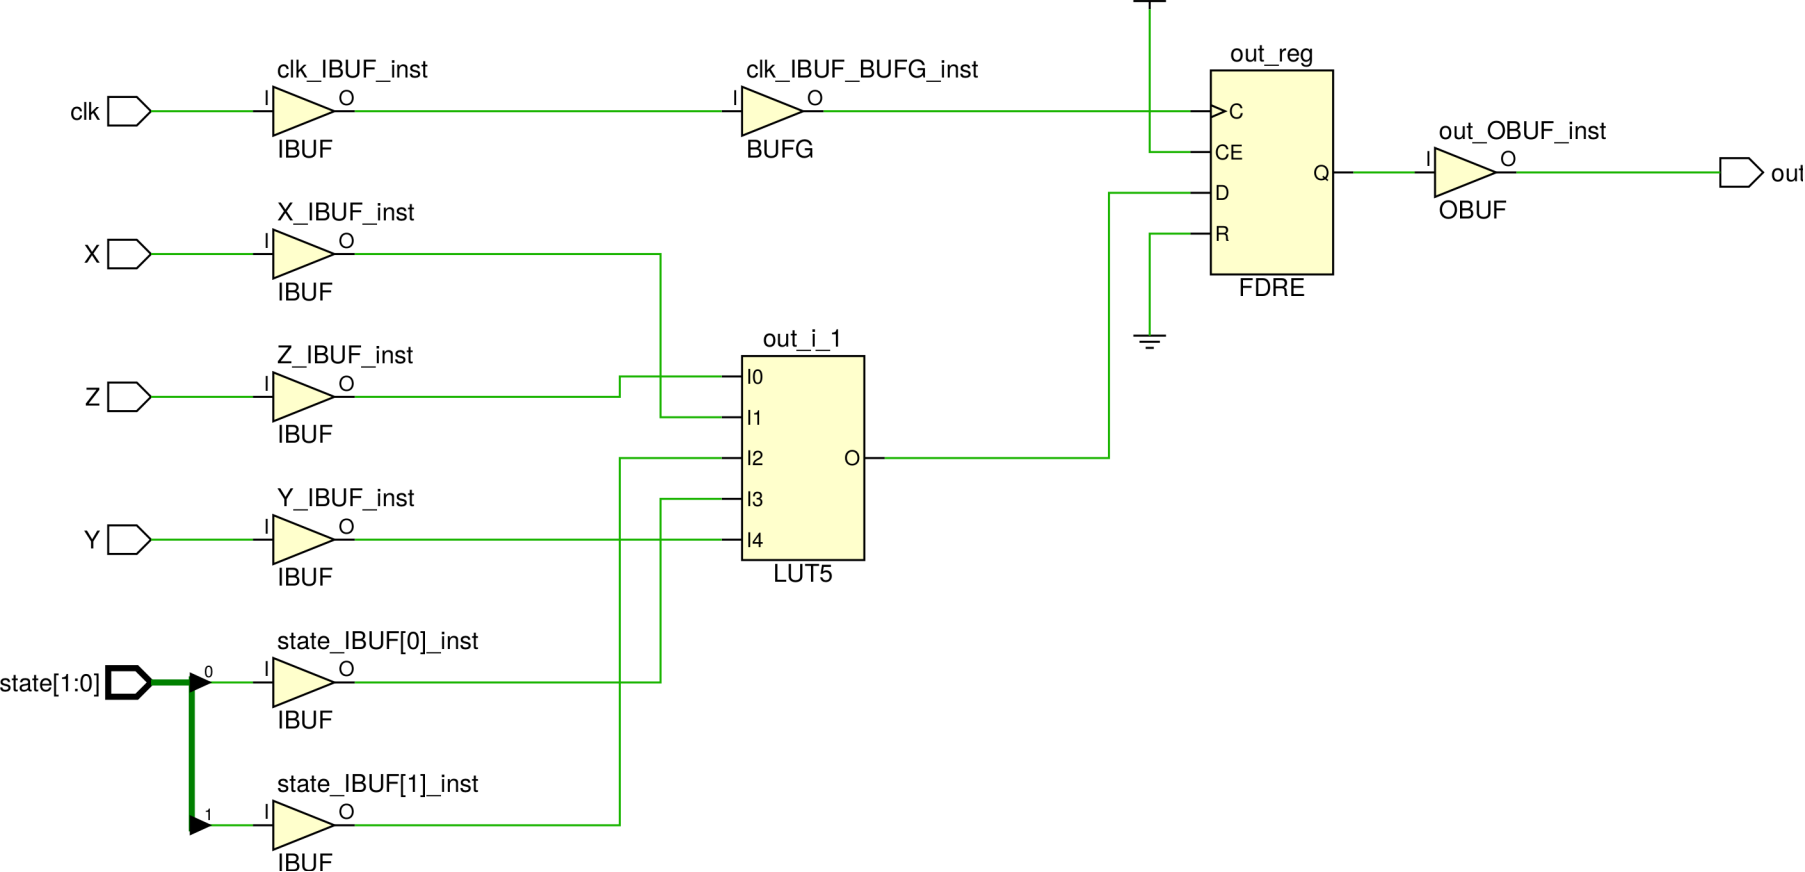 out_reg
clk_IBUF_inst
clk_IBUF_BUFG_inst
clk
I
O
I
O
C
IBUF
BUFG
CE
out_OBUF_inst
Q
I
O
out
D
OBUF
X_IBUF_inst
R
X
I
O
IBUF
FDRE
out_i_1
Z_IBUF_inst
Z
I
O
I0
IBUF
I1
I2
O
Y_IBUF_inst
I3
Y
I
O
I4
IBUF
LUT5
state_IBUF[0]_inst
state[1:0]
0
I
O
IBUF
state_IBUF[1]_inst
1
I
O
IBUF